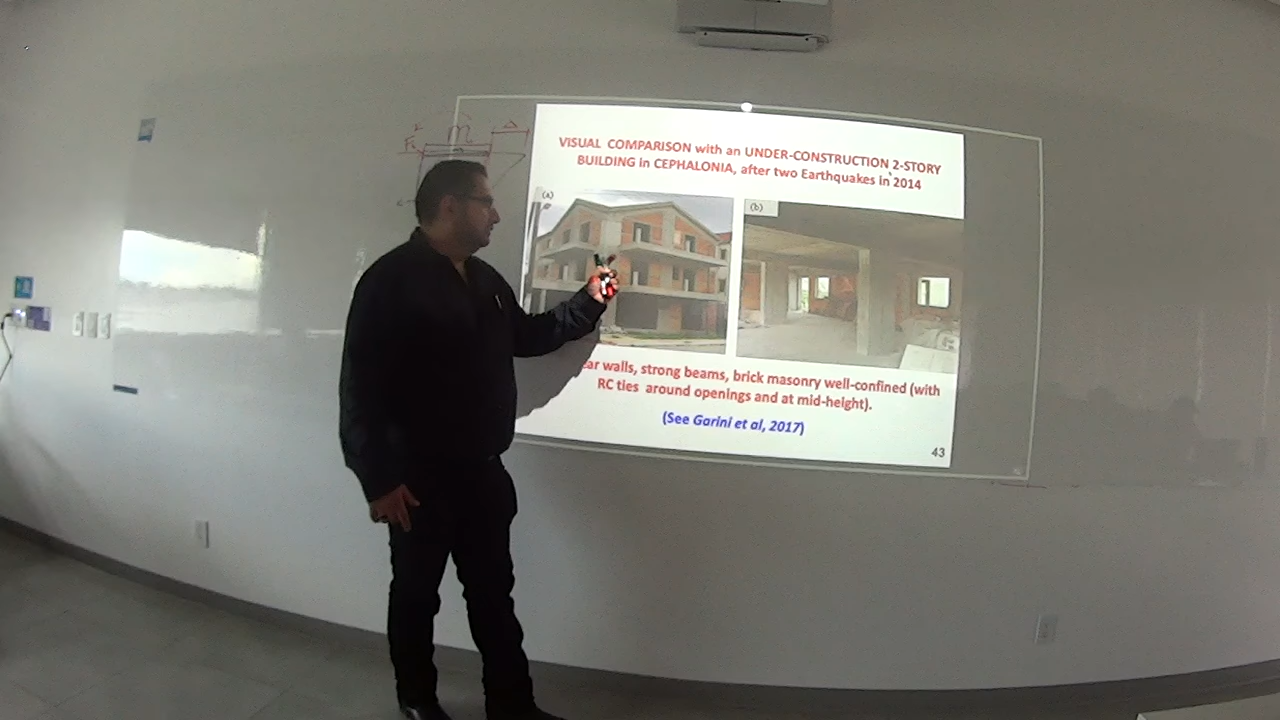 VISUAL COMPARISON with an UNDER-CONSTRUCTION 2-STORY
BUILDING in CEPHALONIA, after two Earthquakes in 2014
(a)
(b)
walls, strong beams, brick masonry well-confined (with
RC ties around openings and at mid-height).
(See Garini et al, 2017)
43